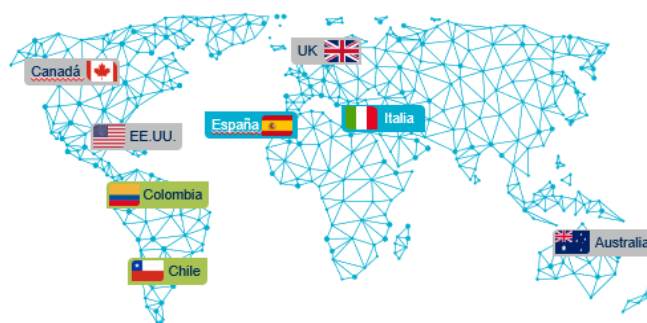 UK
Canadá
España
Italia
EE.UU.
Colombia
Australia
Chile